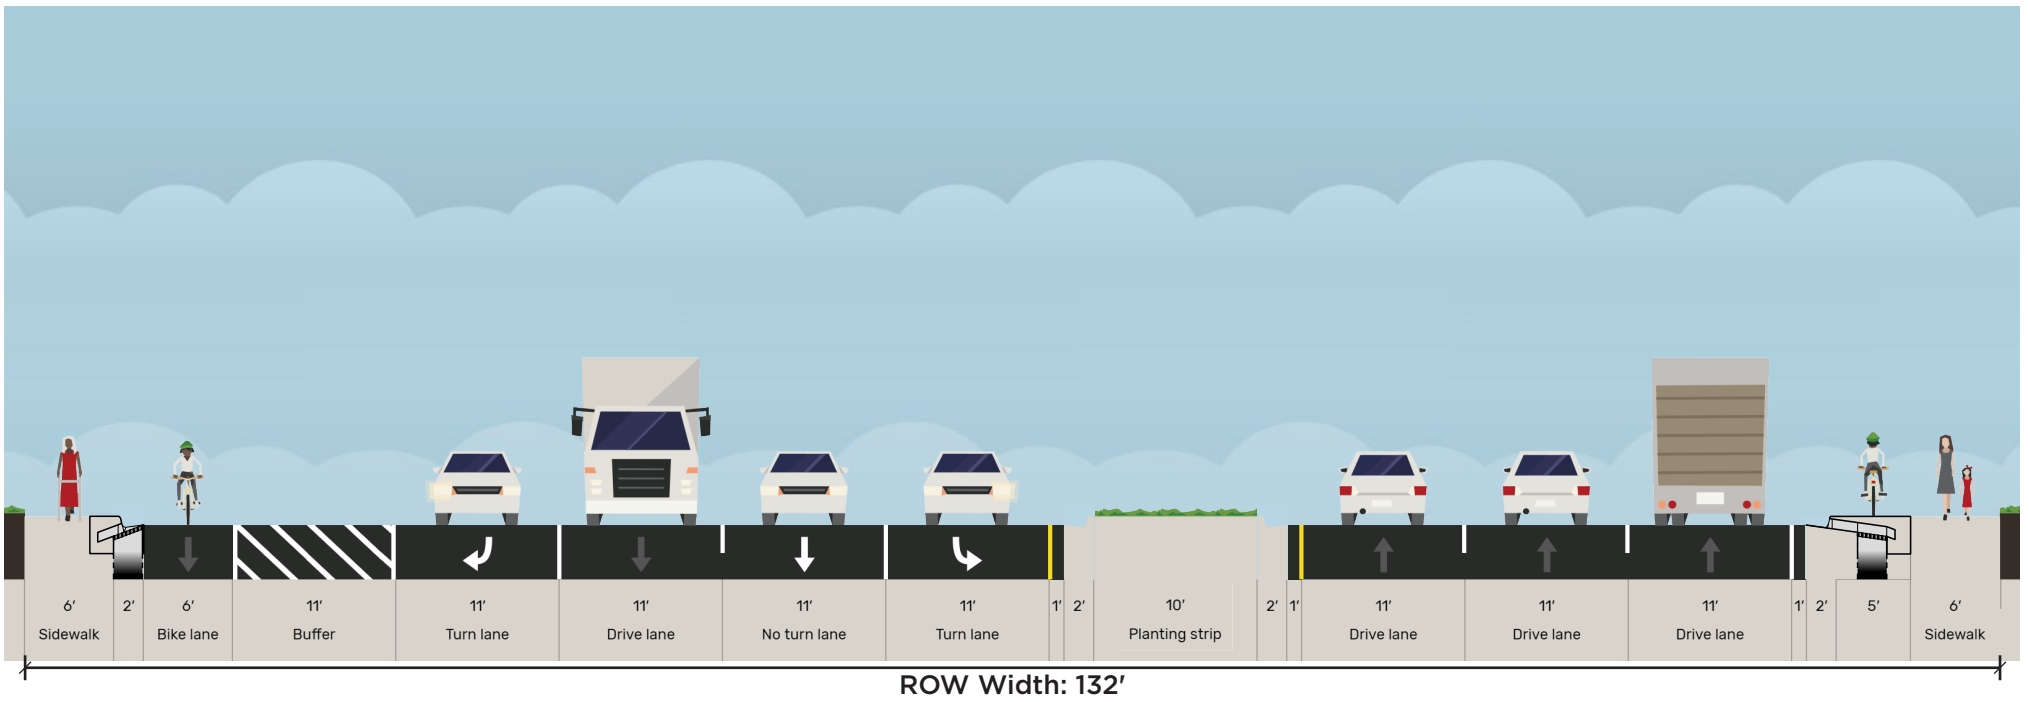 6' 2' 6' 11' 11' 11' 11' 11' 1' 2' 10' 2' 1' 11' 11' 11' 1' 2' 5' 6'
Sidewalk Bike lane Buffer Turn lane Drive lane No turn lane Turn lane Planting strip Drive lane Drive lane Drive lane Sidewalk
ROW Width: 132'